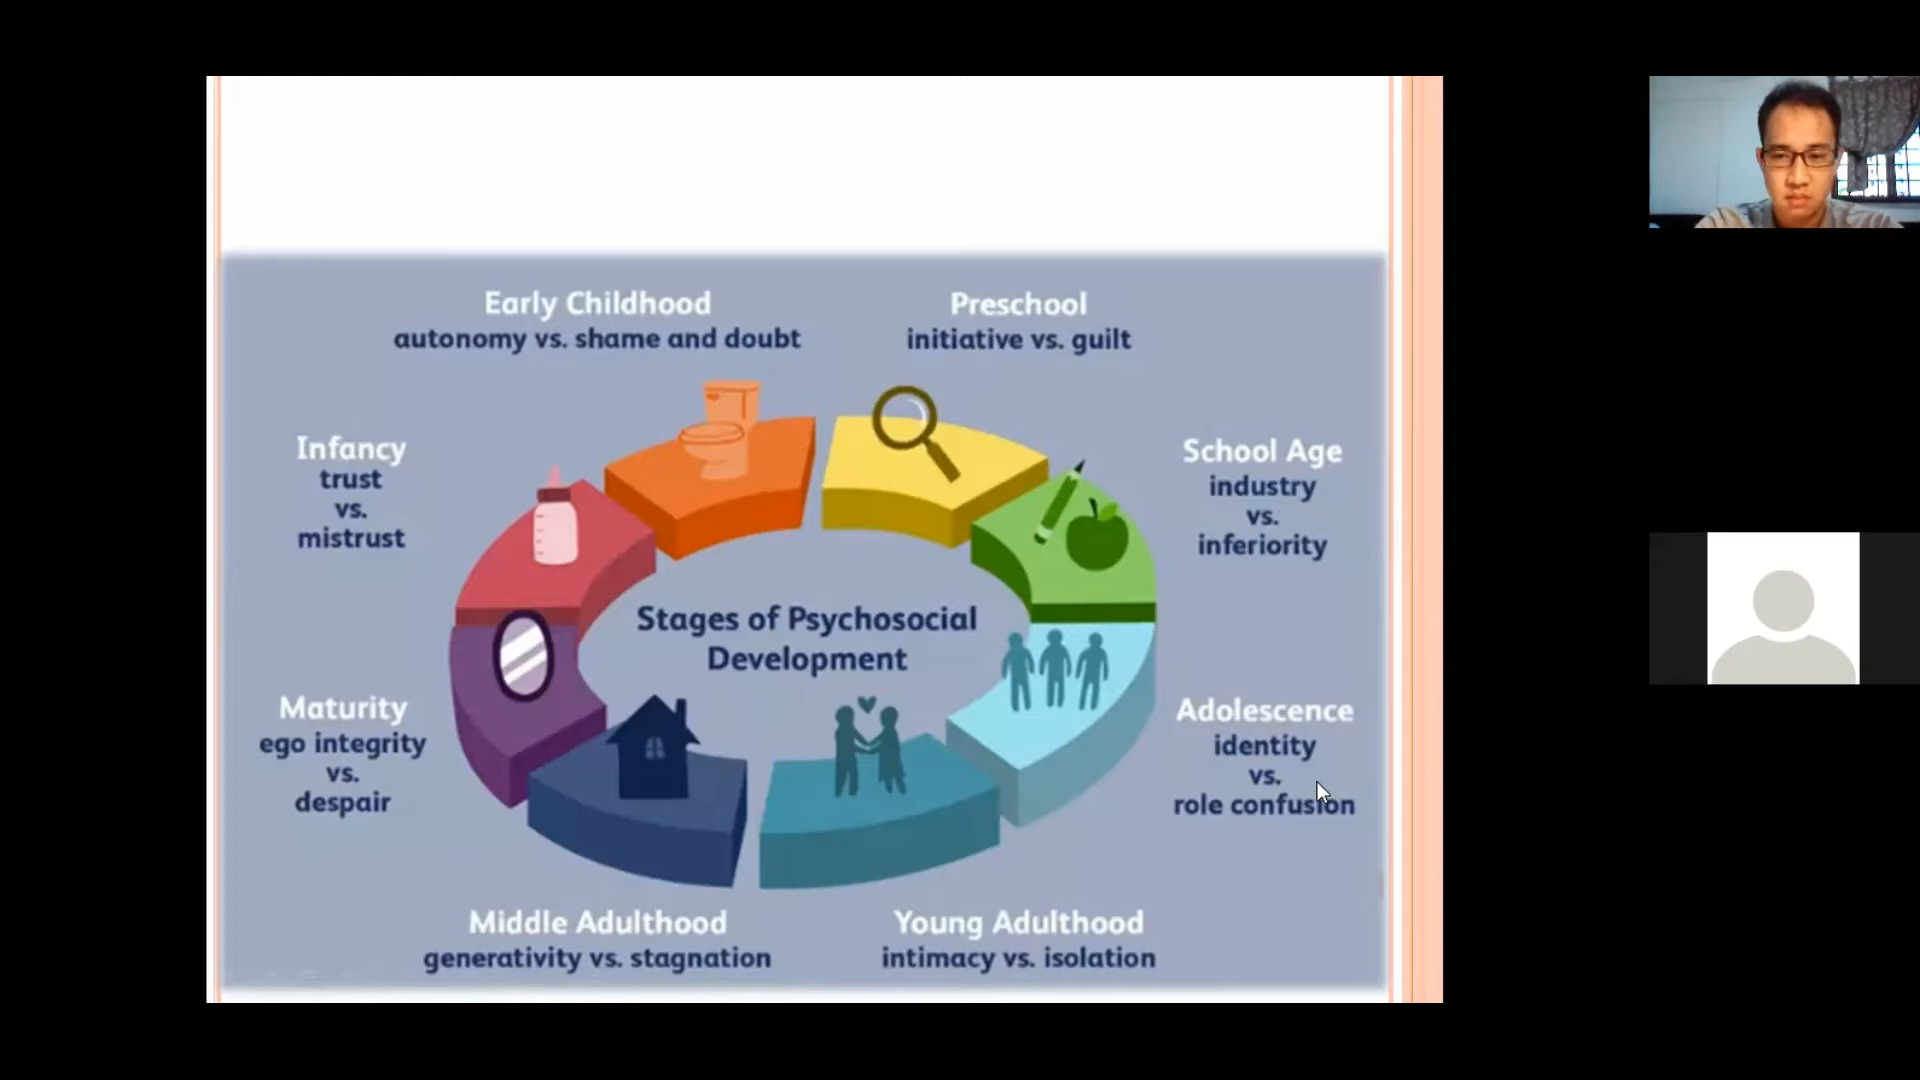 Early Childhood
autonomy vs. shame and doubt
Preschool
initiative vs. guilt
Infancy
trust
vs.
mistrust
School Age
industry
vs.
inferiority
Stages of Psychosocial
Development
Maturity
ego integrity
vs.
despair
Adolescence
identity
vs.
role confusion
Middle Adulthood
generativity vs. stagnation
Young Adulthood
intimacy vs. isolation